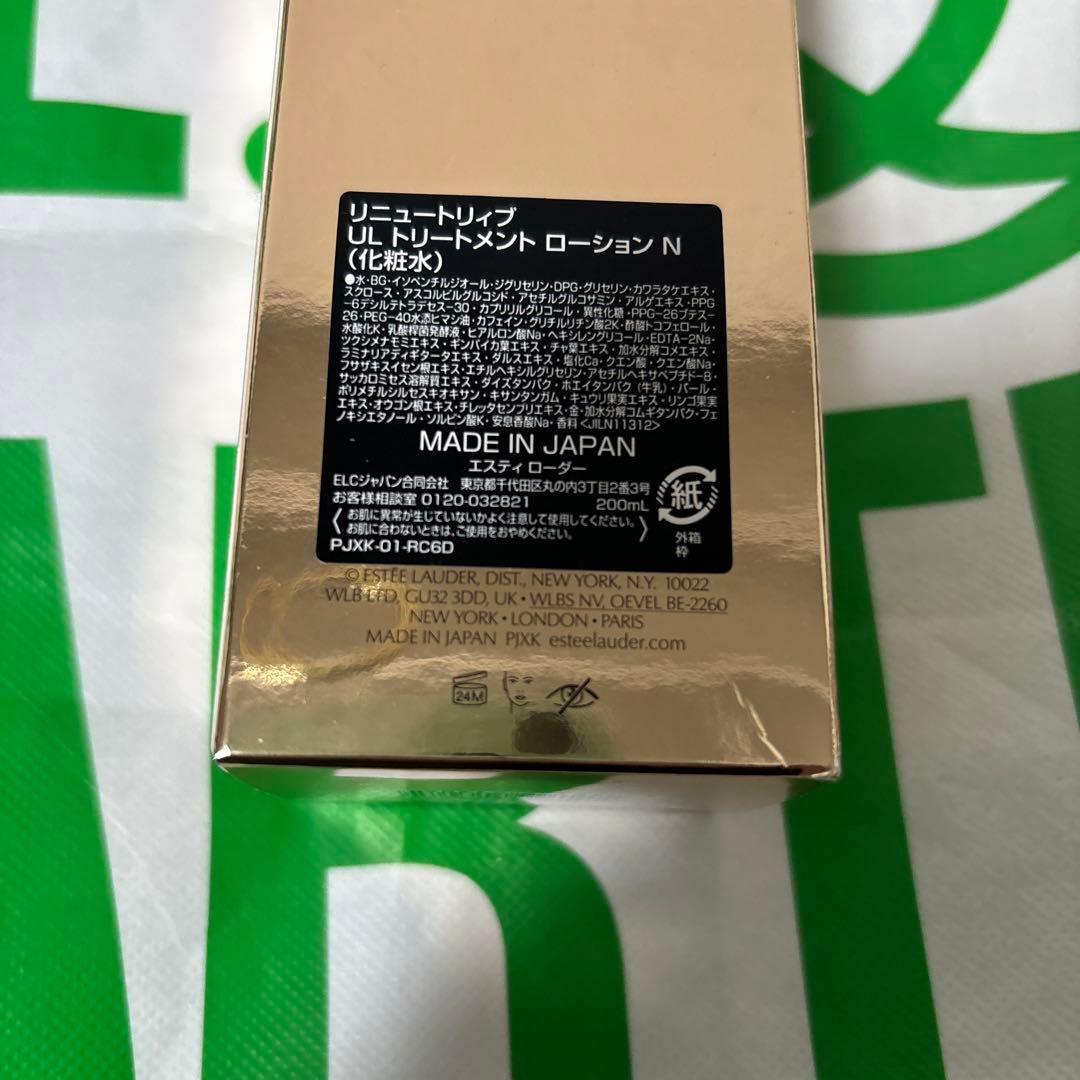 リニュートリィブ
UL トリートメント ローション N
(化粧水)
●水・BG・イソペンチルジオール・ジグリセリン・DPG・グリセリン・カワラタケエキス・
スクロース・アスコルビルグルコシド・アセチルグルコサミン・アルゲエキス・PPG
-6デシルテトラデセス-30・カプリリルグリコール・異性化糖・PPG-26ブテス-
26・PEG-40水添ヒマシ油・カフェイン・グリチルリチン酸2K・酢酸トコフェロール・
水酸化K・乳酸桿菌発酵液・ヒアルロン酸Na・ヘキシレングリコール・EDTA-2Na・
ツクシメナモミエキス・ギンバイカ葉エキス・チャ葉エキス・加水分解コメエキス・
ラミナリアディギタータエキス・ダルスエキス・塩化Ca・クエン酸・クエン酸Na・
フサザキスイセン根エキス・エチルヘキシルグリセリン・アセチルヘキサペプチド-8・
サッカロミセス溶解質エキス・ダイズタンパク・ホエイタンパク(牛乳)・パール・
ポリメチルシルセスキオキサン・キサンタンガム・キュウリ果実エキス・リンゴ果実
エキス・オウゴン根エキス・チレッタセンブリエキス・金・加水分解コムギタンパク・フェ
ノキシエタノール・ソルビン酸K・安息香酸Na・香料<JILN11312>
MADE IN JAPAN
エスティ ローダー
ELCジャパン合同会社 東京都千代田区丸の内3丁目2番3号
お客様相談室 0120-032821 200mL
お肌に異常が生じていないかよく注意して使用してください。
お肌に合わないときは、ご使用をおやめください。
PJXK-01-RC6D
紙
外箱
枠
© ESTÉE LAUDER, DIST., NEW YORK, N.Y. 10022
WLB LTD, GU32 3DD, UK • WLBS NV, OEVEL BE-2260
NEW YORK • LONDON • PARIS
MADE IN JAPAN PJXK esteelauder.com
24M